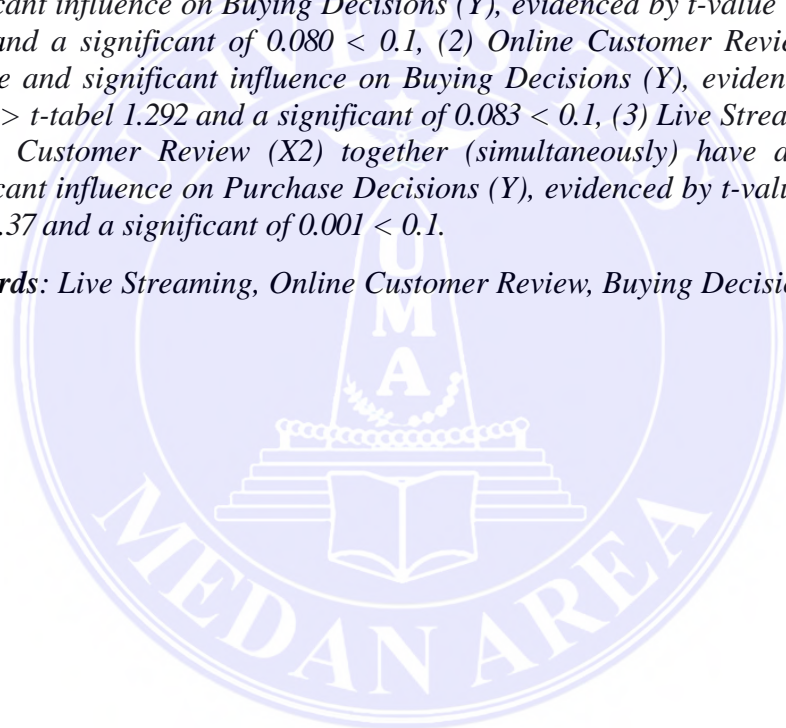 cant influence on Buying Decisions (Y), evidenced by t-value
and a significant of 0.080 < 0.1, (2) Online Customer Revie
e and significant influence on Buying Decisions (Y), eviden
> t-tabel 1.292 and a significant of 0.083 < 0.1, (3) Live Strea
Customer Review (X2) together (simultaneously) have a
cant influence on Purchase Decisions (Y), evidenced by t-valu
.37 and a significant of 0.001 < 0.1.
rds: Live Streaming, Online Customer Review, Buying Decisi
UNIVERSITAS
U
M
A
MEDAN AREA